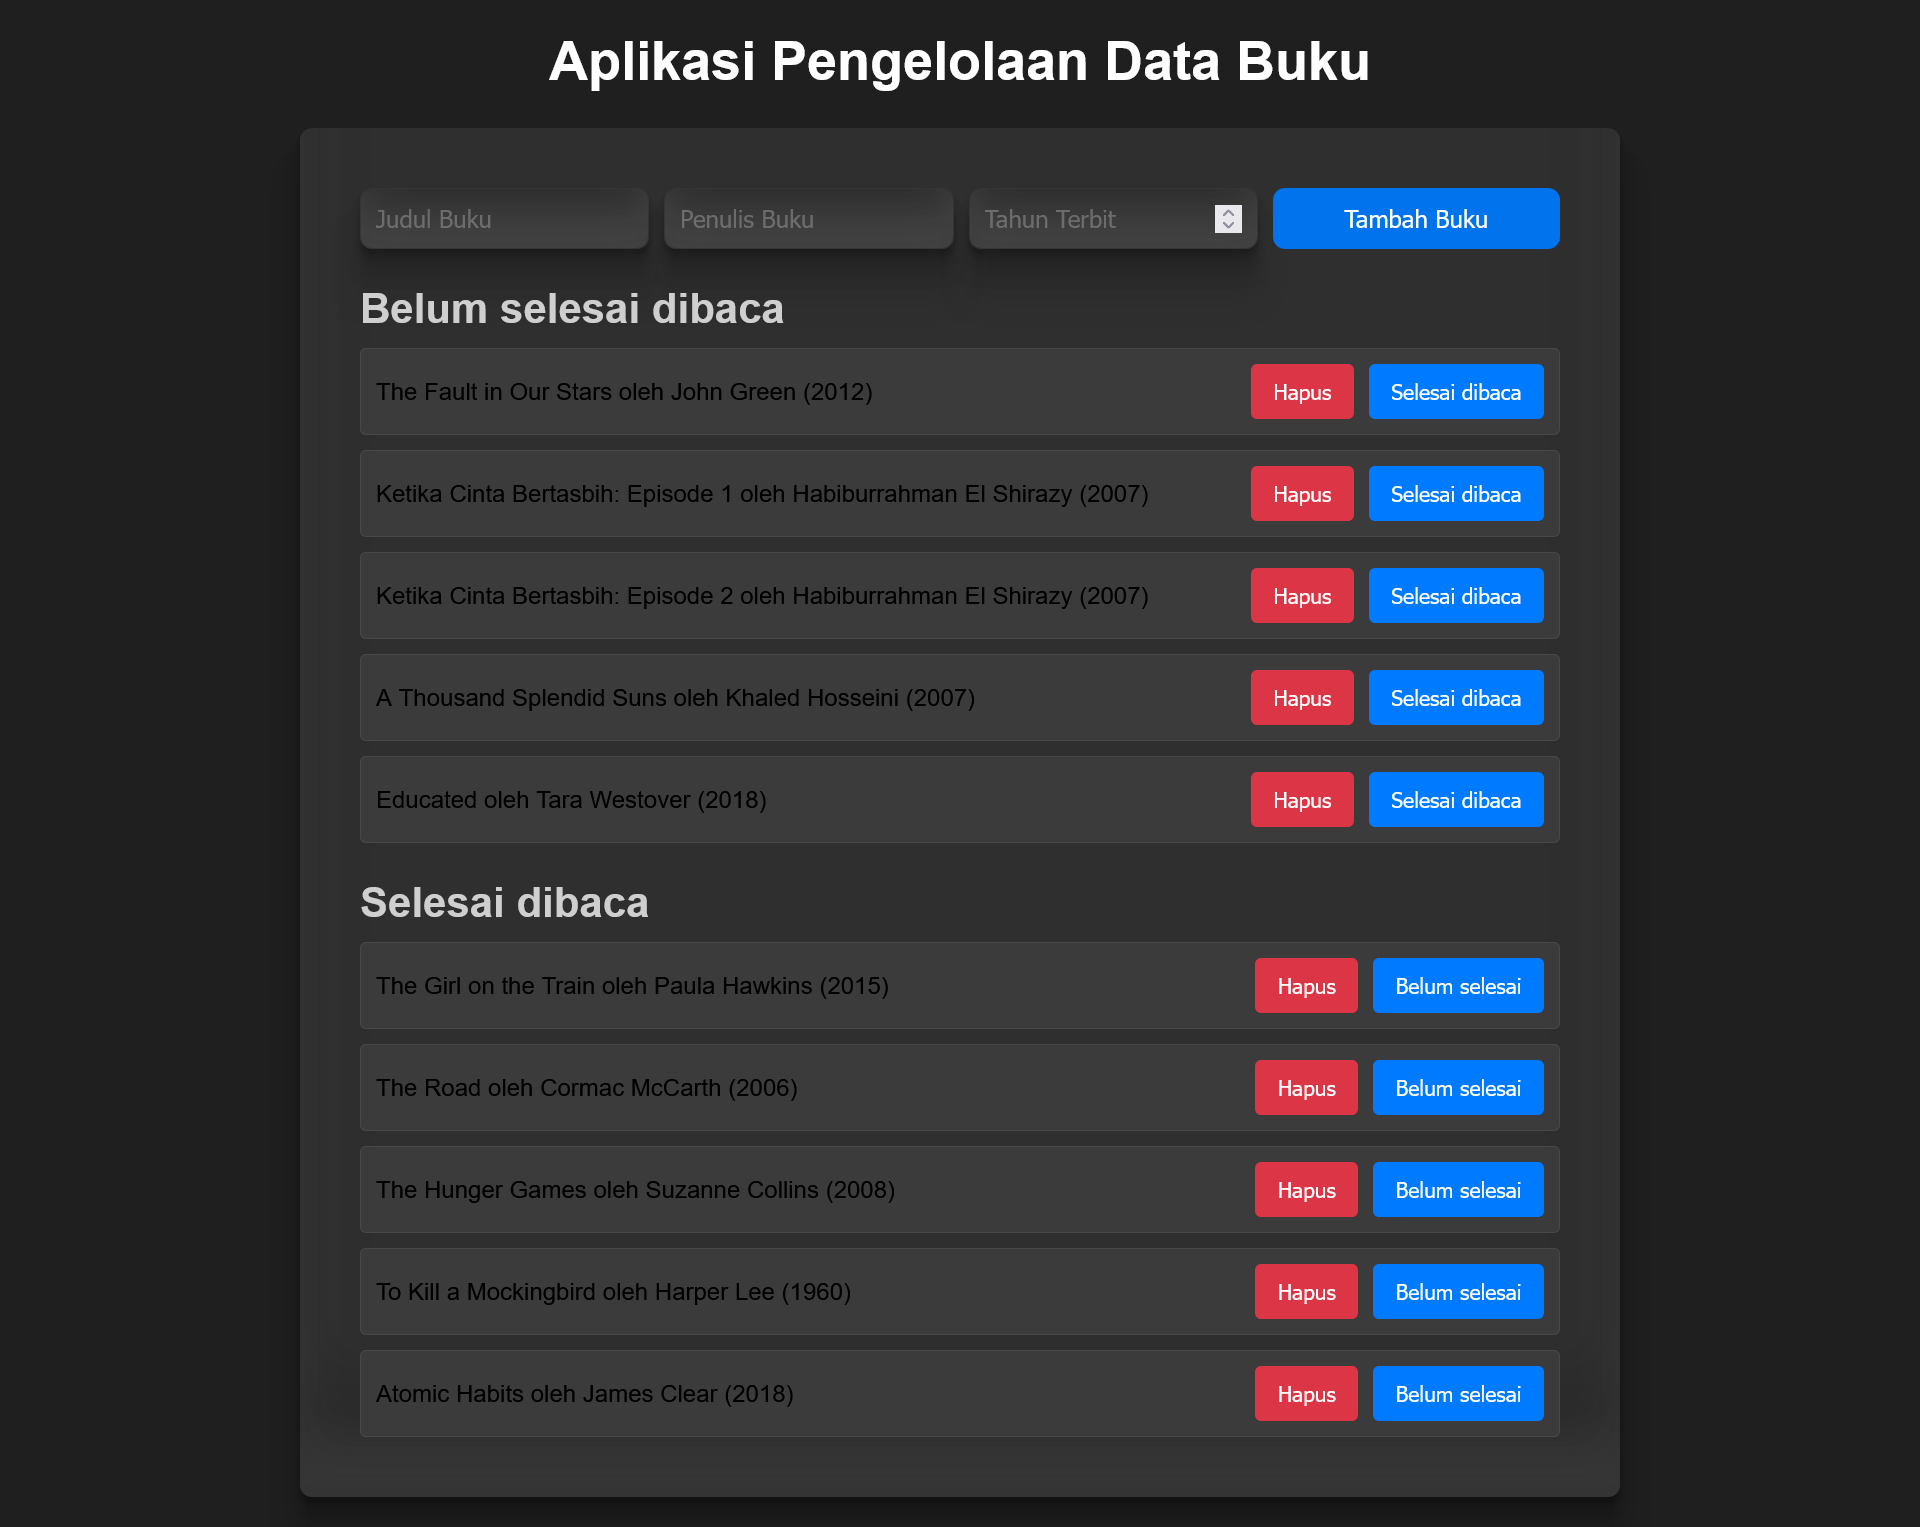 Aplikasi Pengelolaan Data Buku
Judul Buku
Penulis Buku
Tahun Terbit
Tambah Buku
Belum selesai dibaca
The Fault in Our Stars oleh John Green (2012)
Hapus
Selesai dibaca
Ketika Cinta Bertasbih: Episode 1 oleh Habiburrahman El Shirazy (2007)
Hapus
Selesai dibaca
Ketika Cinta Bertasbih: Episode 2 oleh Habiburrahman El Shirazy (2007)
Hapus
Selesai dibaca
A Thousand Splendid Suns oleh Khaled Hosseini (2007)
Hapus
Selesai dibaca
Educated oleh Tara Westover (2018)
Hapus
Selesai dibaca
Selesai dibaca
The Girl on the Train oleh Paula Hawkins (2015)
Hapus
Belum selesai
The Road oleh Cormac McCarth (2006)
Hapus
Belum selesai
The Hunger Games oleh Suzanne Collins (2008)
Hapus
Belum selesai
To Kill a Mockingbird oleh Harper Lee (1960)
Hapus
Belum selesai
Atomic Habits oleh James Clear (2018)
Hapus
Belum selesai